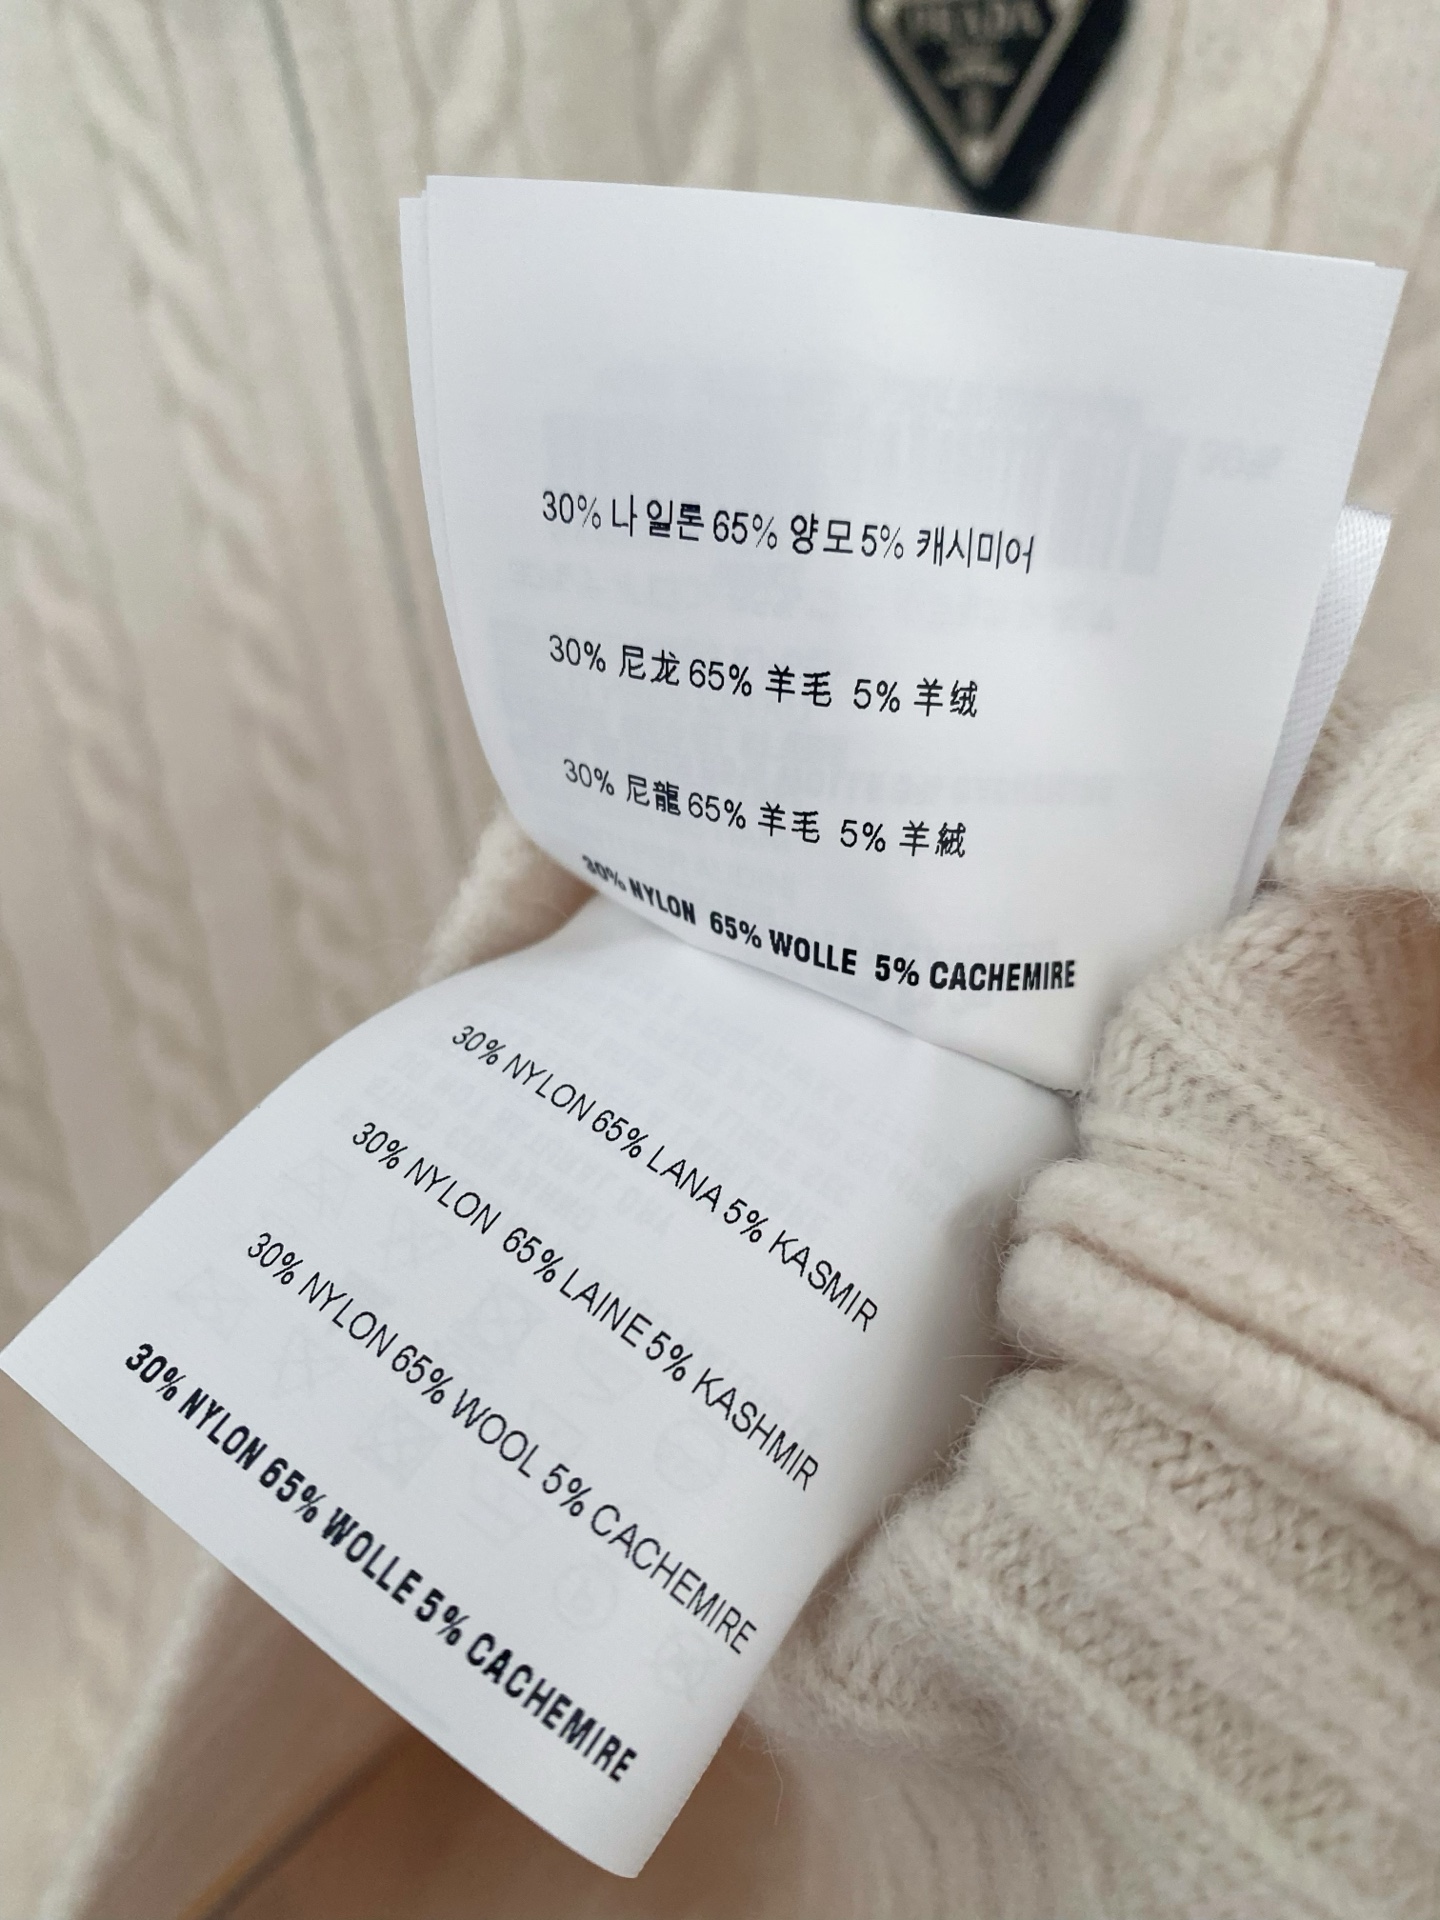 PRADA
30% 나일론 65% 양모 5% 캐시미어
30% 尼龙 65% 羊毛 5% 羊绒
30% 尼龍 65% 羊毛 5% 羊絨
30% NYLON 65% WOLLE 5% CACHEMIRE
30% NYLON 65% LANA 5% KASMIR
30% NYLON 65% LAINE 5% KASHMIR
30% NYLON 65% WOOL 5% CACHEMIRE
30% NYLON 65% WOLLE 5% CACHEMIRE